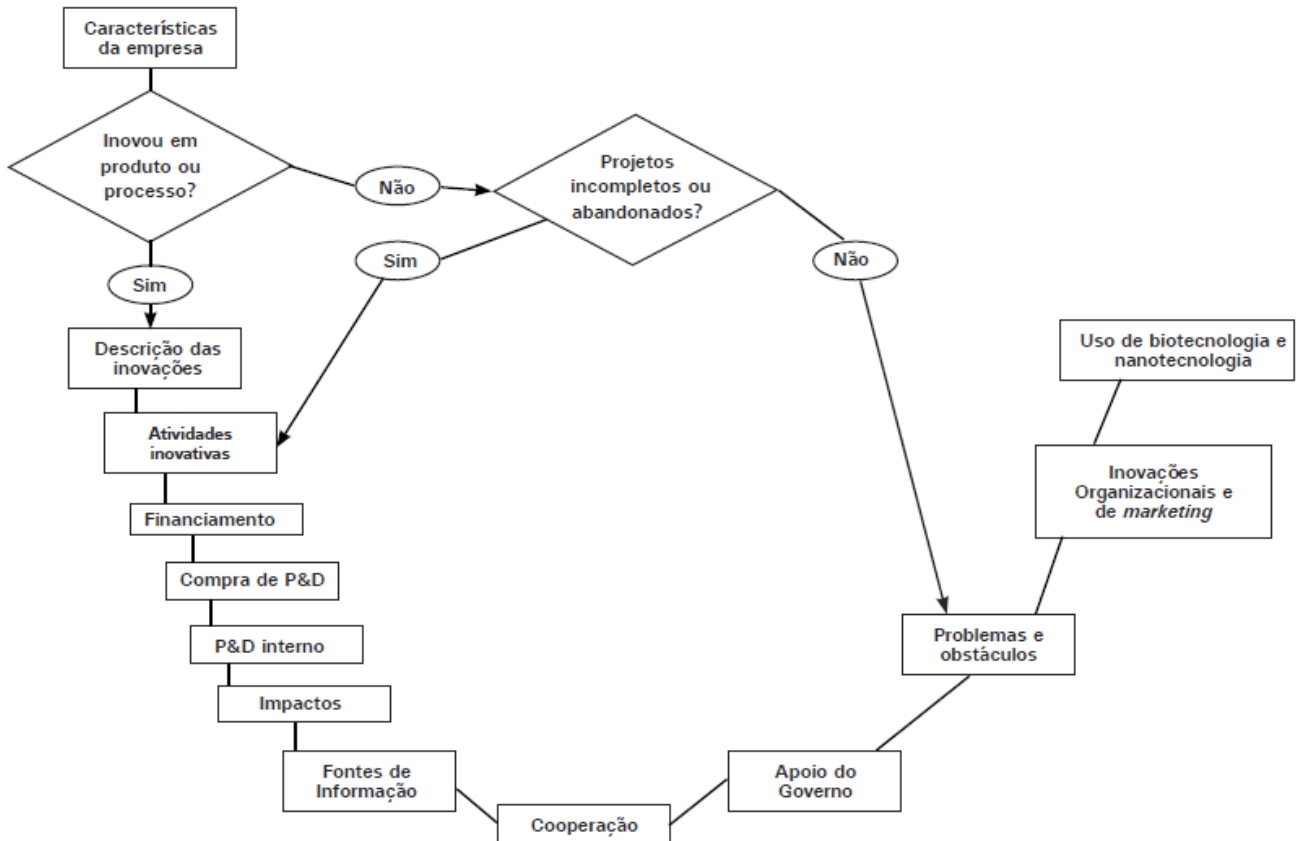 Características
da empresa
Inovou em
produto ou
processo?
Não
Projetos
incompletos ou
abandonados?
Sim
Sim
Não
Descrição das
inovações
Atividades
inovativas
Financiamento
Compra de P&D
P&D interno
Impactos
Fontes de
Informação
Cooperação
Apoio do
Governo
Problemas e
obstáculos
Inovações
Organizacionais e
de marketing
Uso de biotecnologia e
nanotecnologia